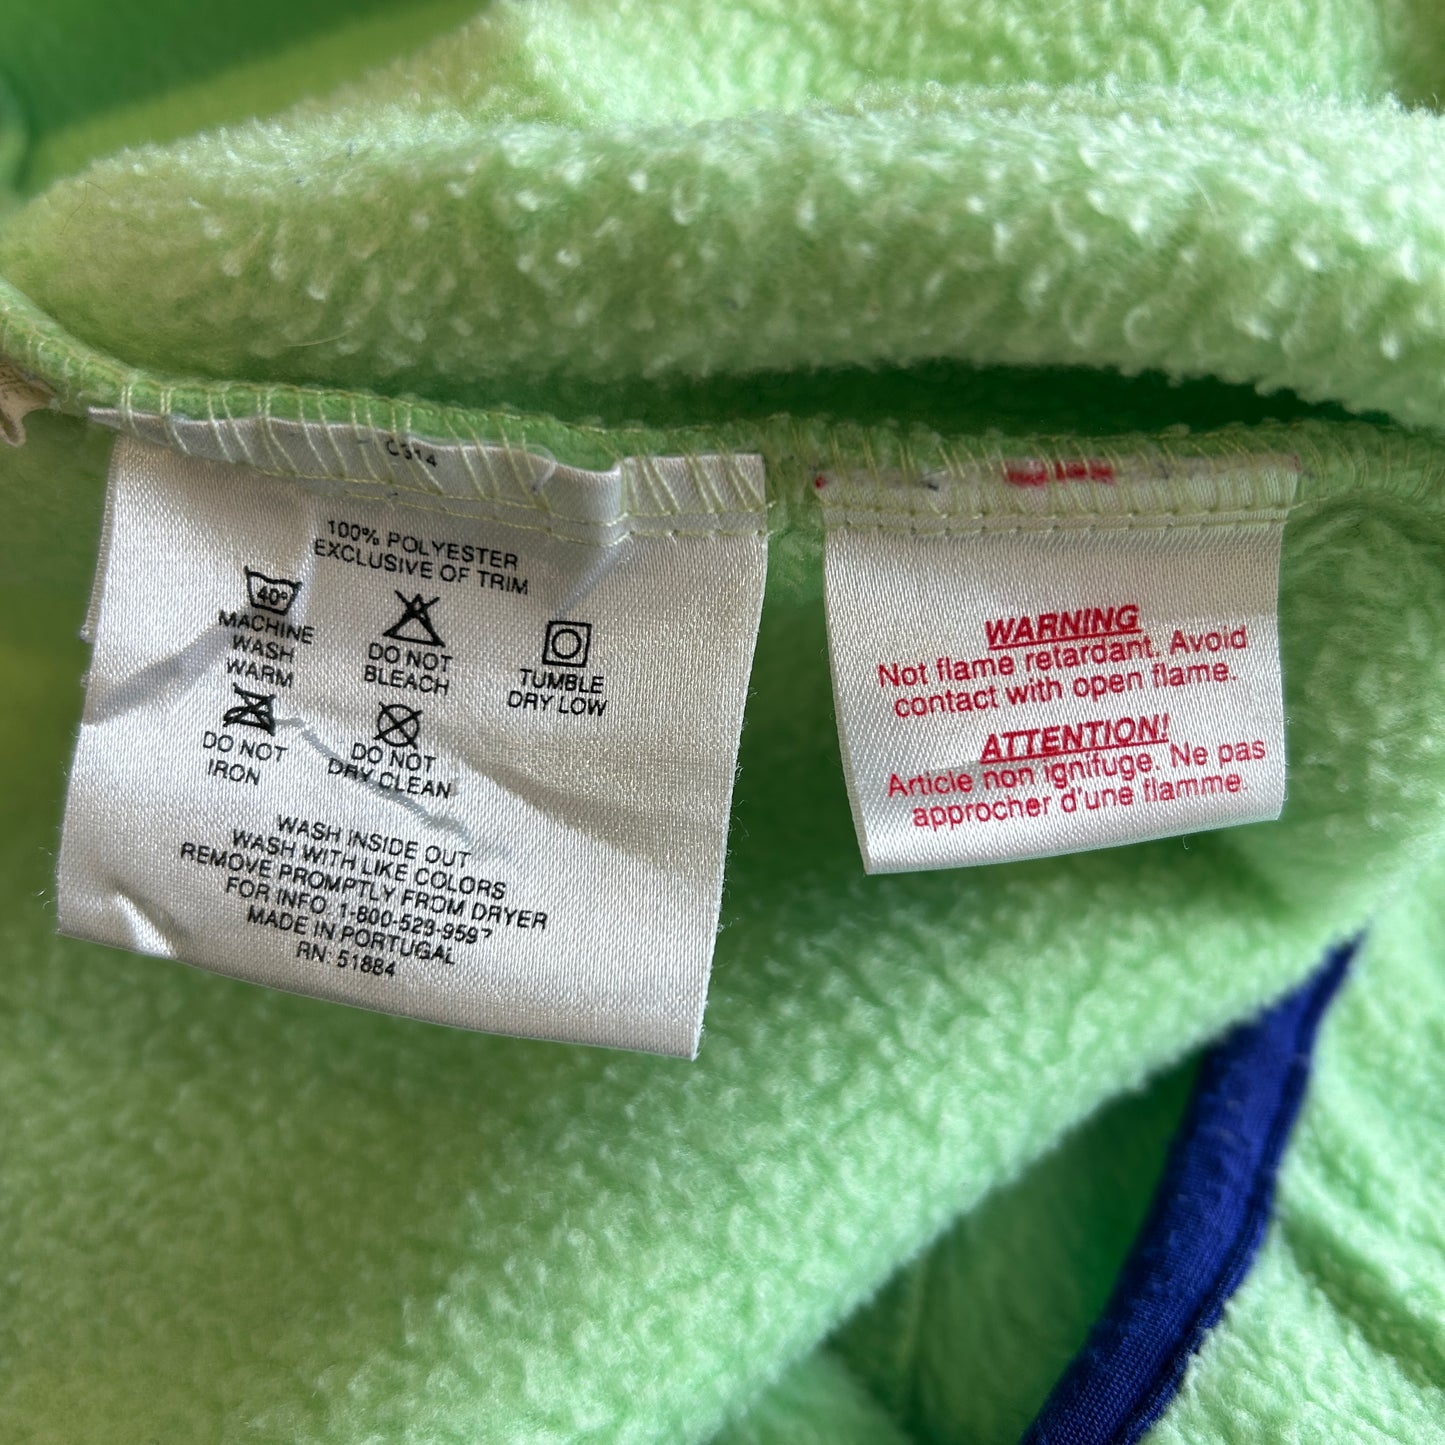 C314
100% POLYESTER
EXCLUSIVE OF TRIM
40°
MACHINE
WASH
WARM
DO NOT
BLEACH
TUMBLE
DRY LOW
DO NOT
IRON
DO NOT
DRY CLEAN
WASH INSIDE OUT
WASH WITH LIKE COLORS
REMOVE PROMPTLY FROM DRYER
FOR INFO. 1-800-523-9597
MADE IN PORTUGAL
RN: 51884
WARNING
Not flame retardant. Avoid
contact with open flame.
ATTENTION!
Article non ignifuge. Ne pas
approcher d'une flamme.